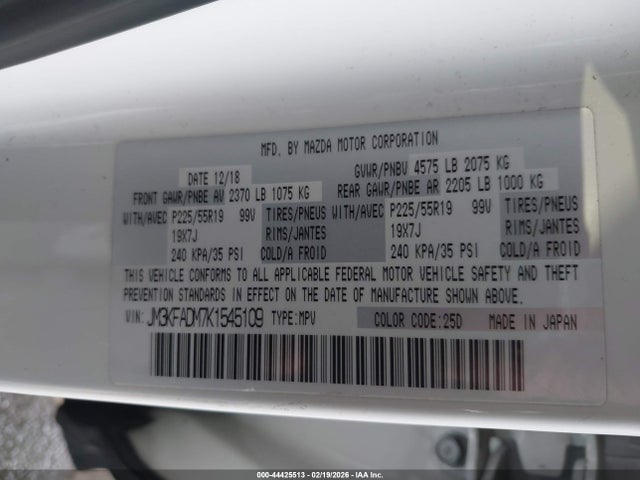 MFD. BY MAZDA MOTOR CORPORATION
DATE 12/18 GVWR/PNBV 4575 LB 2075 KG
FRONT GAWR/PNBE AV 2370 LB 1075 KG REAR GAWR/PNBE AR 2205 LB 1000 KG
WITH/AVEC P225/55R19 99V TIRES/PNEUS WITH/AVEC P225/55R19 99V TIRES/PNEUS
19X7J RIMS/JANTES 19X7J RIMS/JANTES
240 KPA/35 PSI COLD/A FROID 240 KPA/35 PSI COLD/A FROID
THIS VEHICLE CONFORMS TO ALL APPLICABLE FEDERAL MOTOR VEHICLE SAFETY AND THEFT
PREVENTION STANDARDS IN EFFECT ON THE DATE OF MANUFACTURE SHOWN ABOVE.
VIN: JM3KFADM7K1545109 TYPE:MPV COLOR CODE:25D MADE IN JAPAN
000-44425513 - 02/19/2026 - IAA Inc.